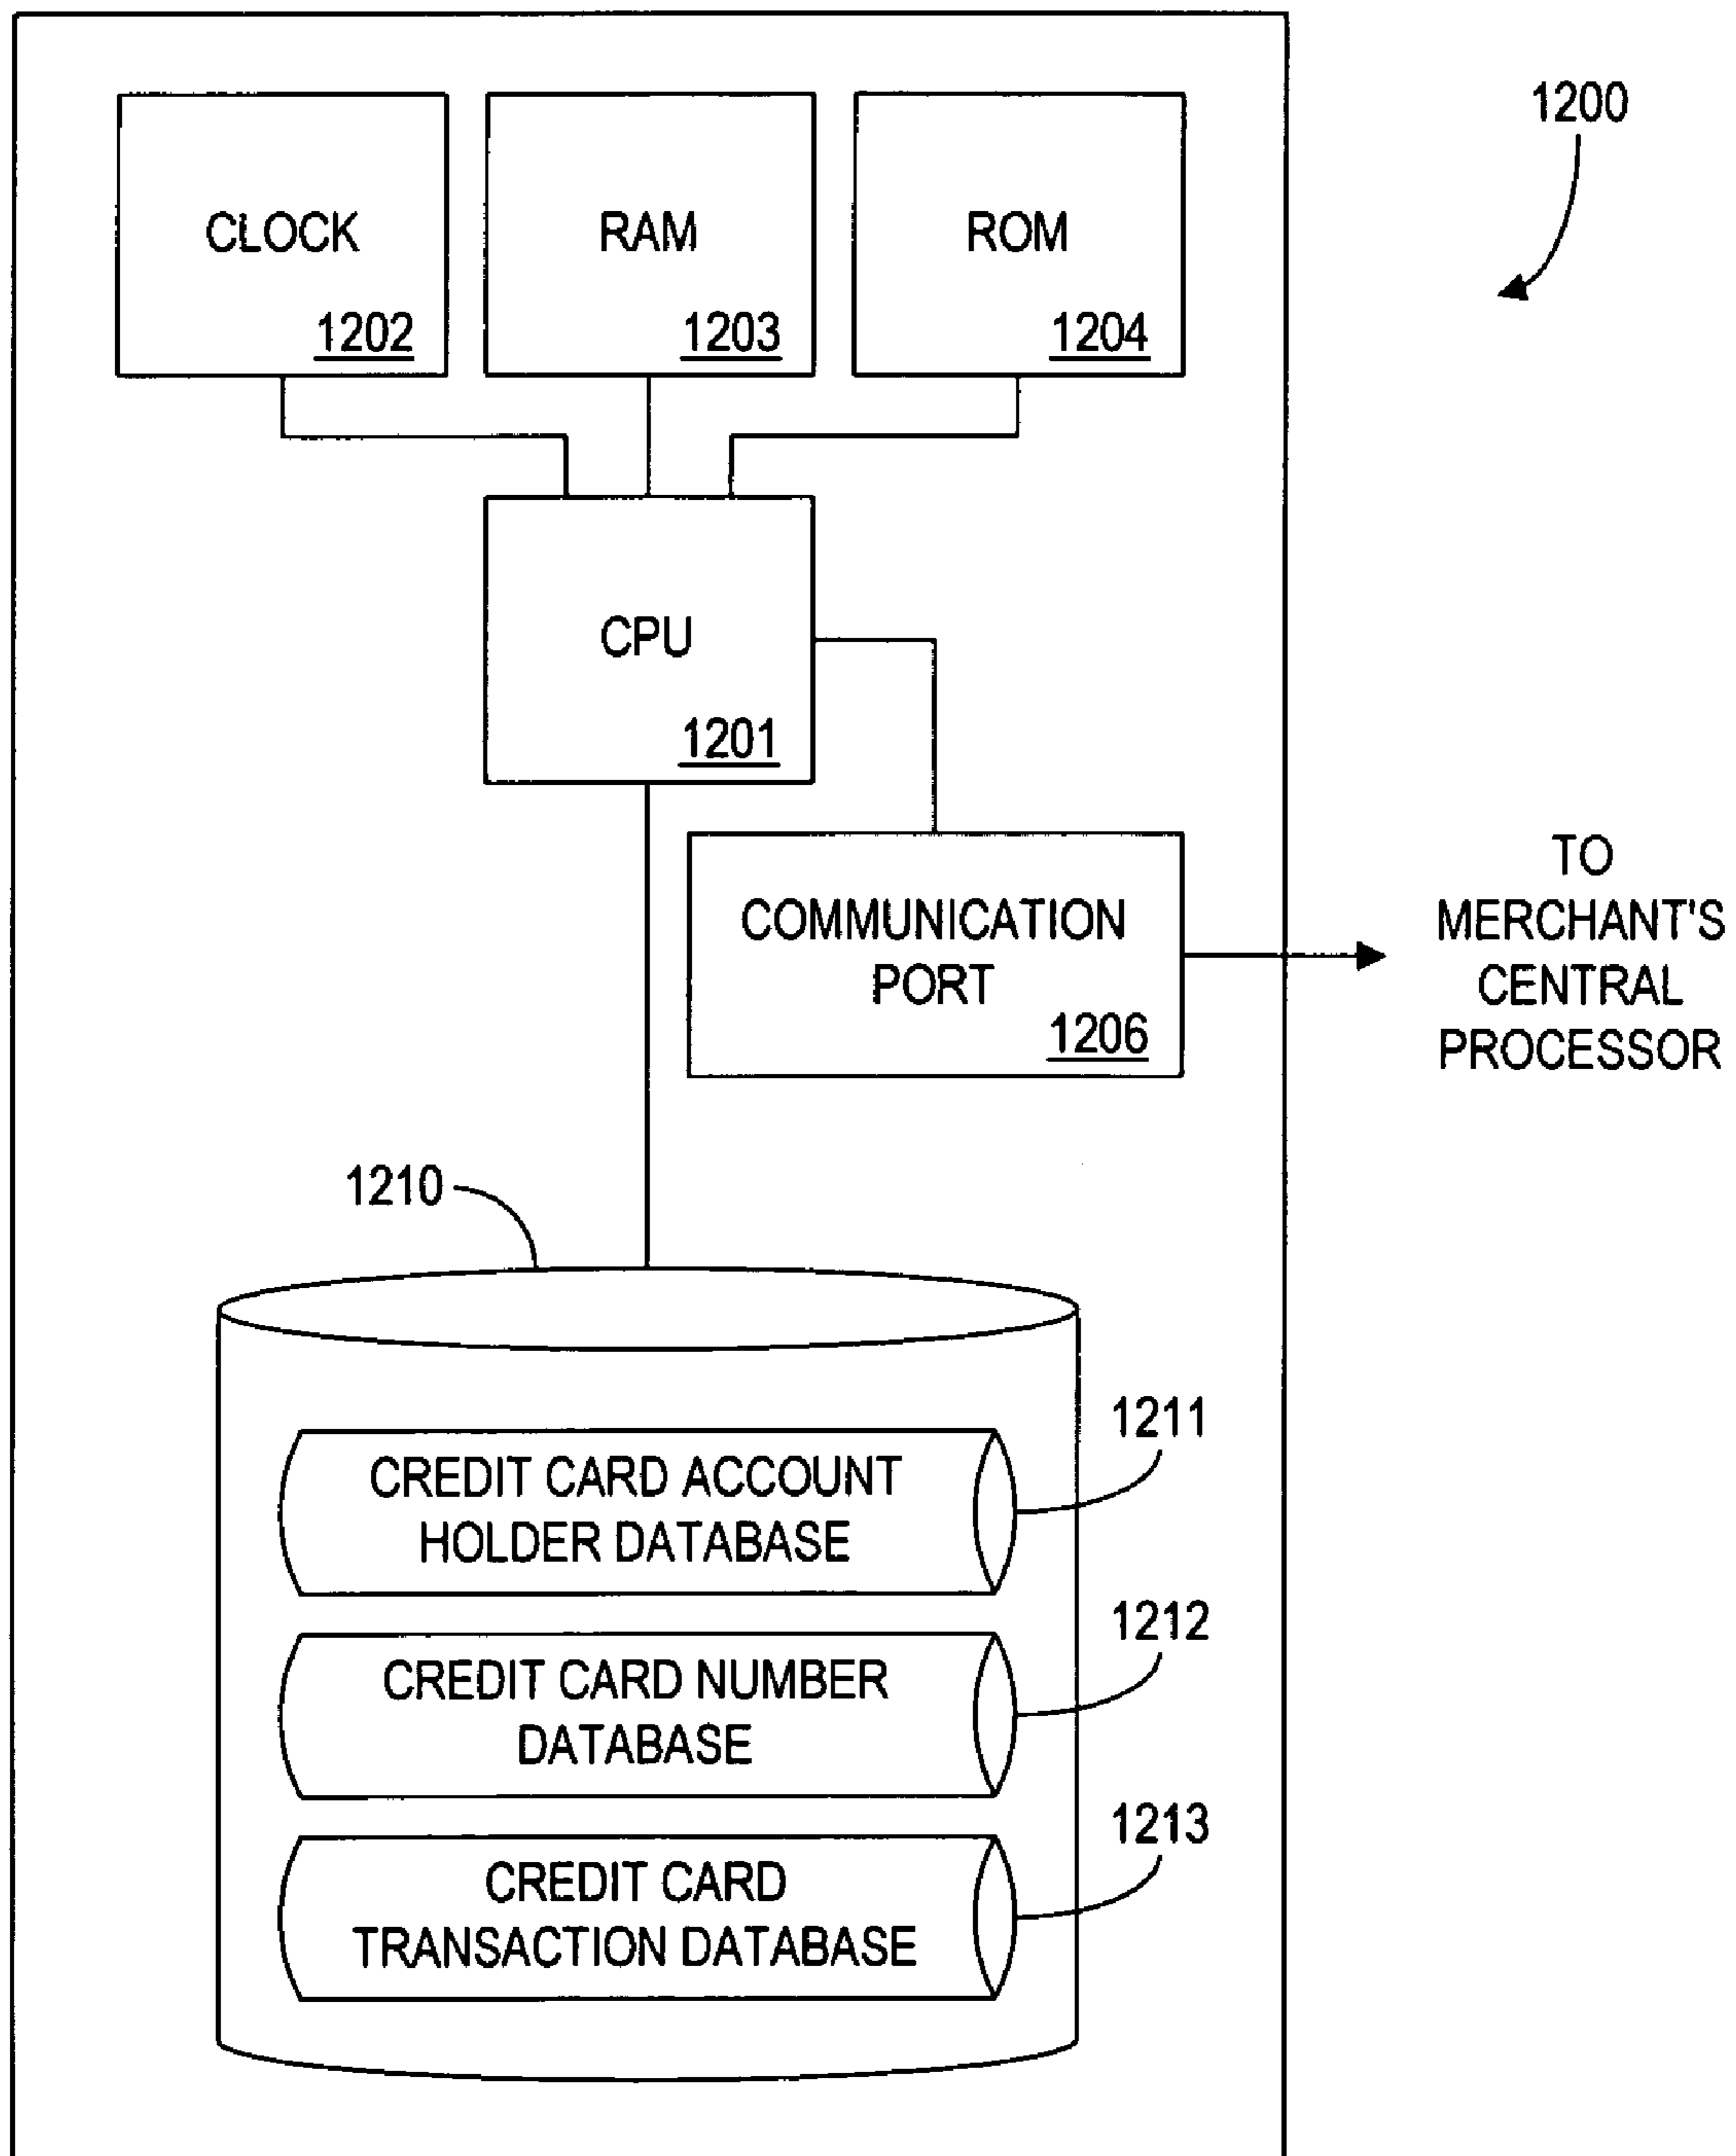 1200
CLOCK
1202
RAM
1203
ROM
1204
CPU
1201
COMMUNICATION
PORT
1206
TO
MERCHANT'S
CENTRAL
PROCESSOR
1210
CREDIT CARD ACCOUNT
HOLDER DATABASE
1211
CREDIT CARD NUMBER
DATABASE
1212
CREDIT CARD
TRANSACTION DATABASE
1213